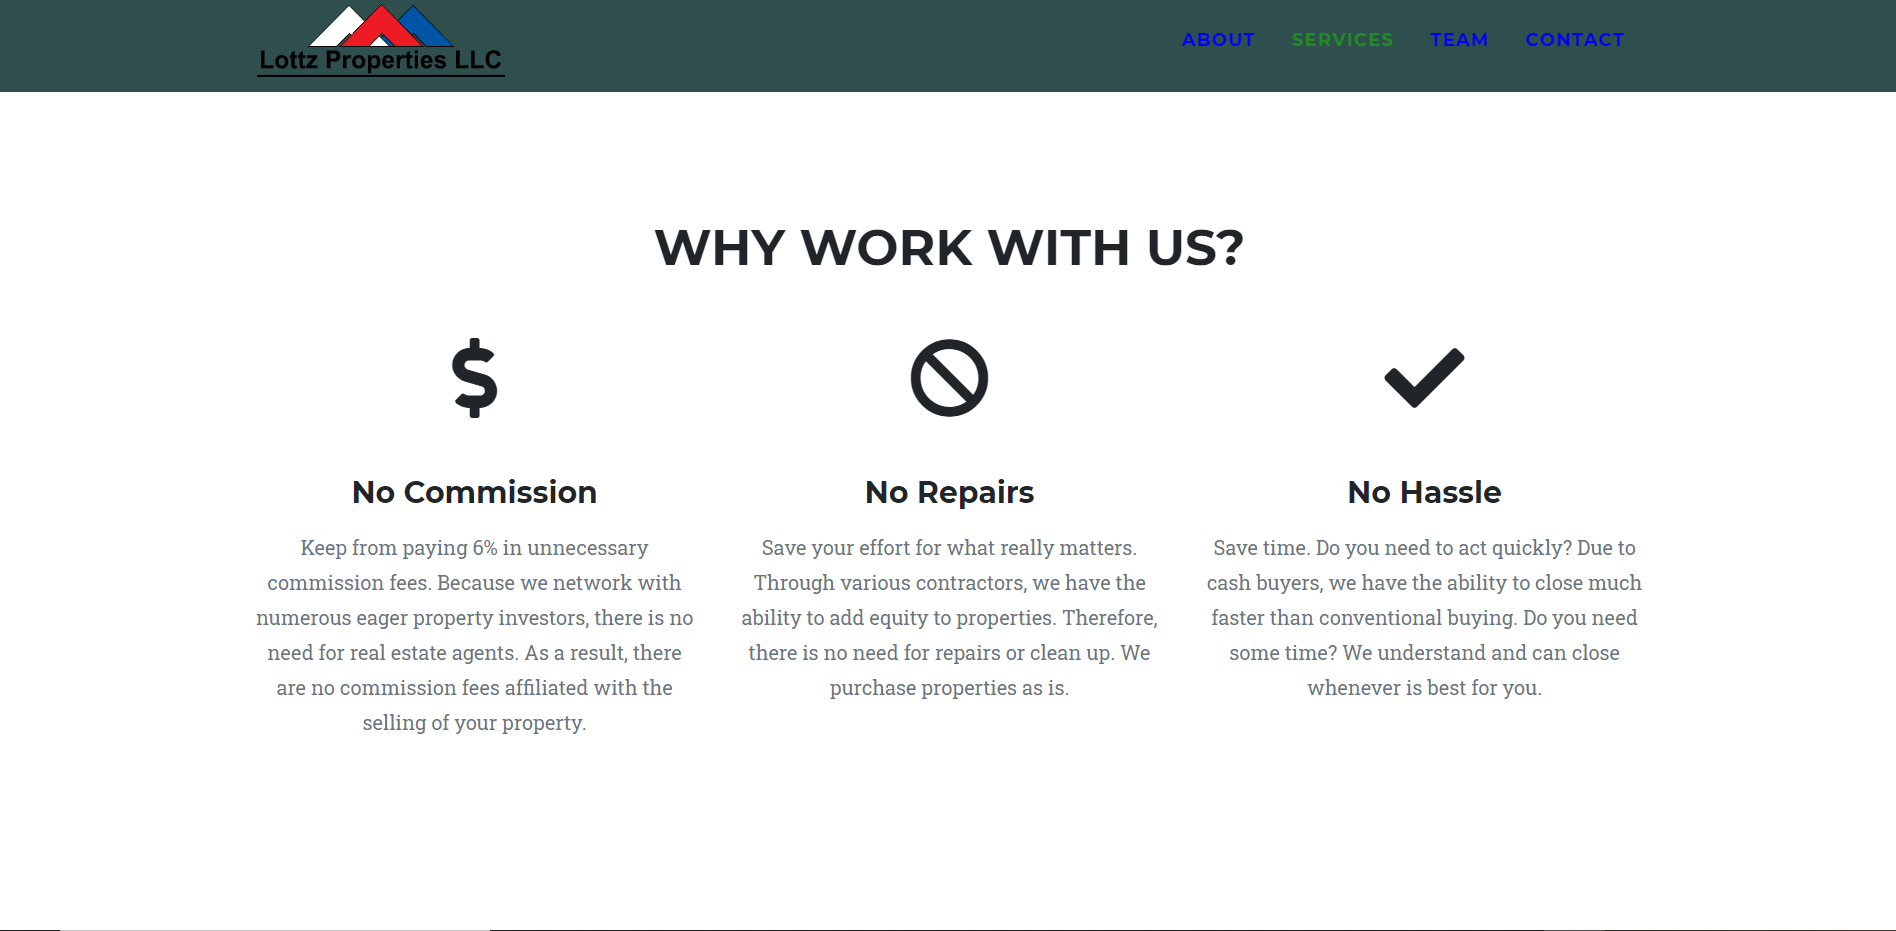 Lottz Properties LLC
ABOUT SERVICES TEAM CONTACT
WHY WORK WITH US?
No Commission
Keep from paying 6% in unnecessary
commission fees. Because we network with
numerous eager property investors, there is no
need for real estate agents. As a result, there
are no commission fees affiliated with the
selling of your property.
No Repairs
Save your effort for what really matters.
Through various contractors, we have the
ability to add equity to properties. Therefore,
there is no need for repairs or clean up. We
purchase properties as is.
No Hassle
Save time. Do you need to act quickly? Due to
cash buyers, we have the ability to close much
faster than conventional buying. Do you need
some time? We understand and can close
whenever is best for you.